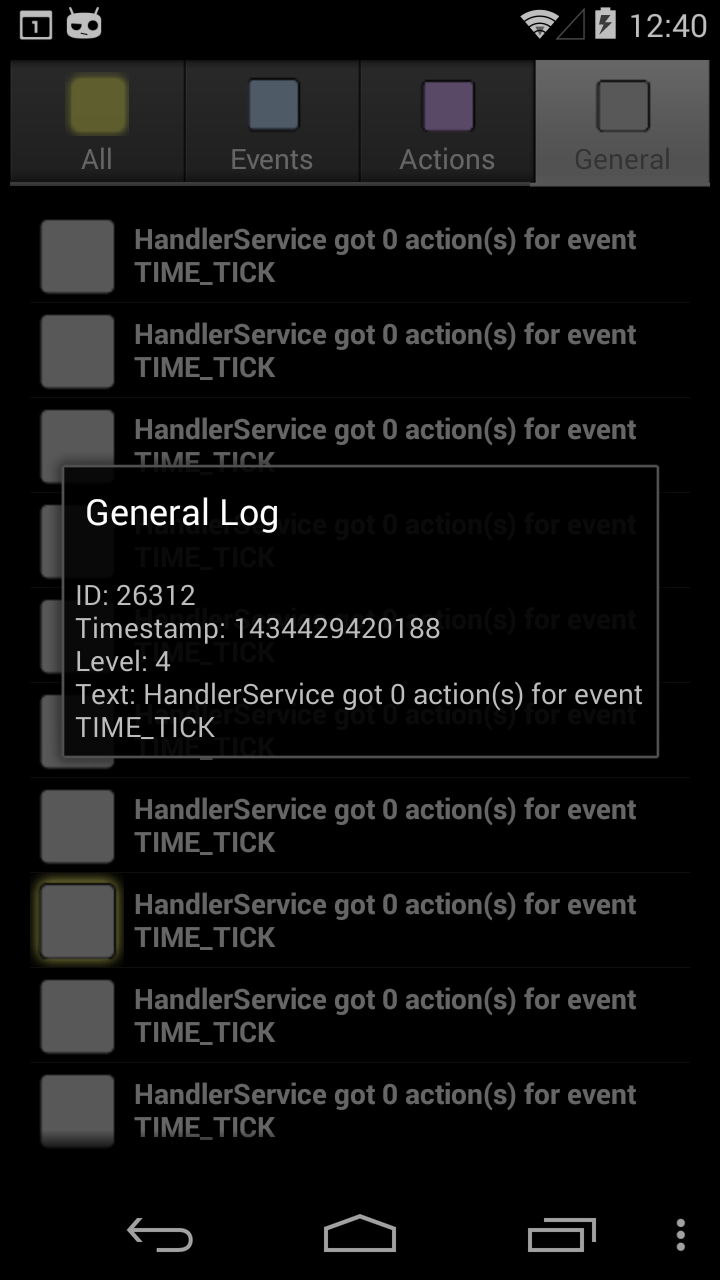 1
12:40
All
Events
Actions
General
HandlerService got 0 action(s) for event
TIME_TICK
HandlerService got 0 action(s) for event
TIME_TICK
HandlerService got 0 action(s) for event
TIME_TICK
General Log
for event
TIME_TICK
ID: 26312
Timestamp: 1434429420188
Level: 4
Text: HandlerService got 0 action(s) for event
TIME_TICK
HandlerService got 0 action(s) for event
TIME_TICK
HandlerService got 0 action(s) for event
TIME_TICK
HandlerService got 0 action(s) for event
TIME_TICK
HandlerService got 0 action(s) for event
TIME_TICK